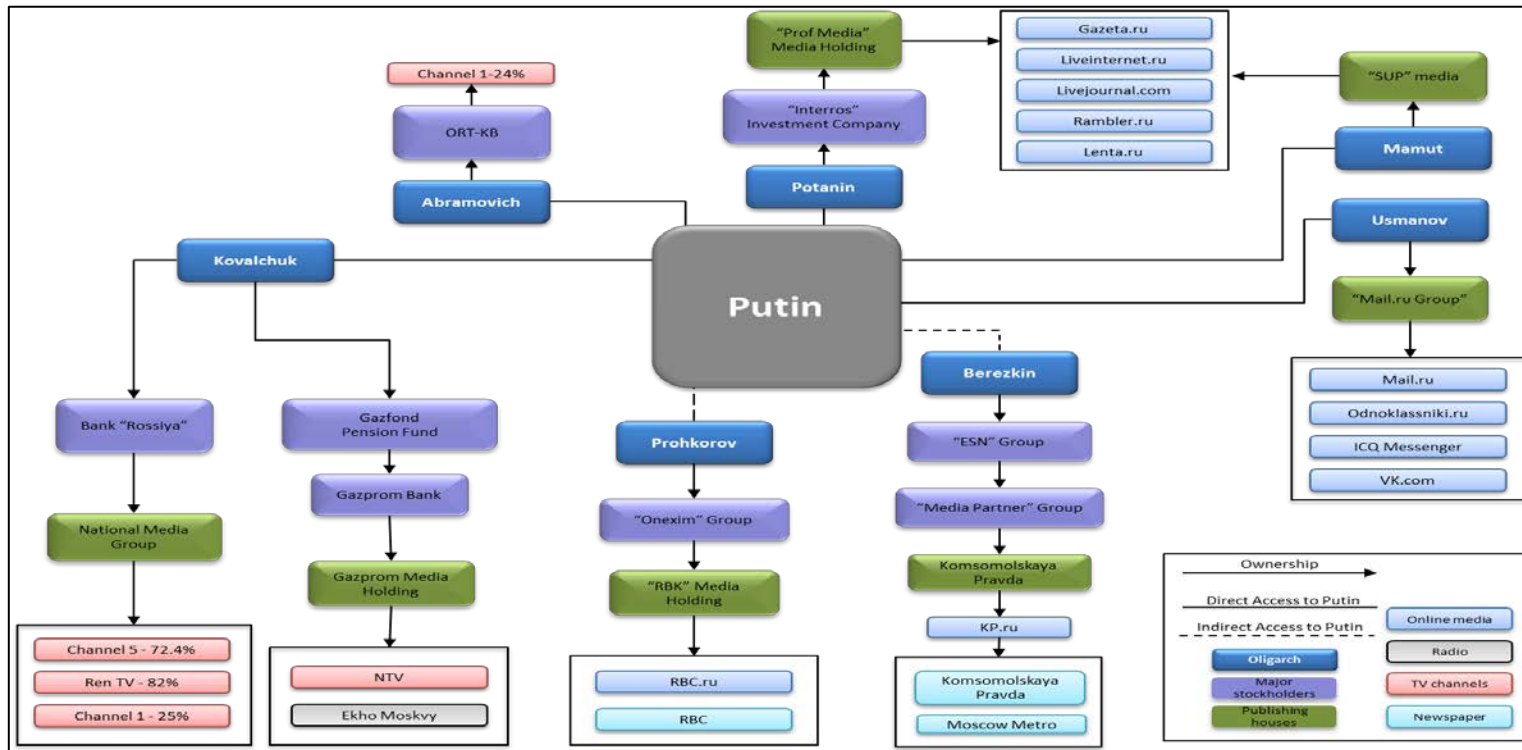 "Prof Media"
Media Holding
Gazeta.ru
Liveinternet.ru
Livejournal.com
Rambler.ru
Lenta.ru
"SUP" media
Channel 1-24%
"Interros"
Investment Company
ORT-KB
Mamut
Abramovich
Potanin
Usmanov
Kovalchuk
Putin
"Mail.ru Group"
Berezkin
Mail.ru
Odnoklassniki.ru
ICQ Messenger
VK.com
Bank "Rossiya"
Gazfond
Pension Fund
Prohkorov
"ESN" Group
Gazprom Bank
"Onexim" Group
"Media Partner" Group
National Media
Group
Gazprom Media
Holding
"RBK" Media
Holding
Komsomolskaya
Pravda
KP.ru
Channel 5 - 72.4%
Ren TV - 82%
Channel 1 - 25%
NTV
Ekho Moskvy
RBC.ru
RBC
Komsomolskaya
Pravda
Moscow Metro
Ownership
Direct Access to Putin
Indirect Access to Putin
Oligarch
Major
stockholders
Publishing
houses
Online media
Radio
TV channels
Newspaper